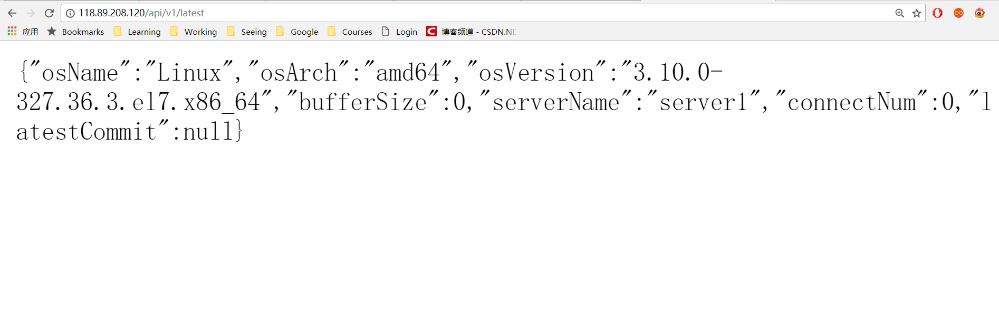 118.89.208.120/api/v1/latest
应用 Bookmarks Learning Working Seeing Google Courses Login 博客频道 - CSDN.NE
{"osName":"Linux","osArch":"amd64","osVersion":"3.10.0-
327.36.3.el7.x86_64","bufferSize":0,"serverName":"server1","connectNum":0,"l
atestCommit":null}